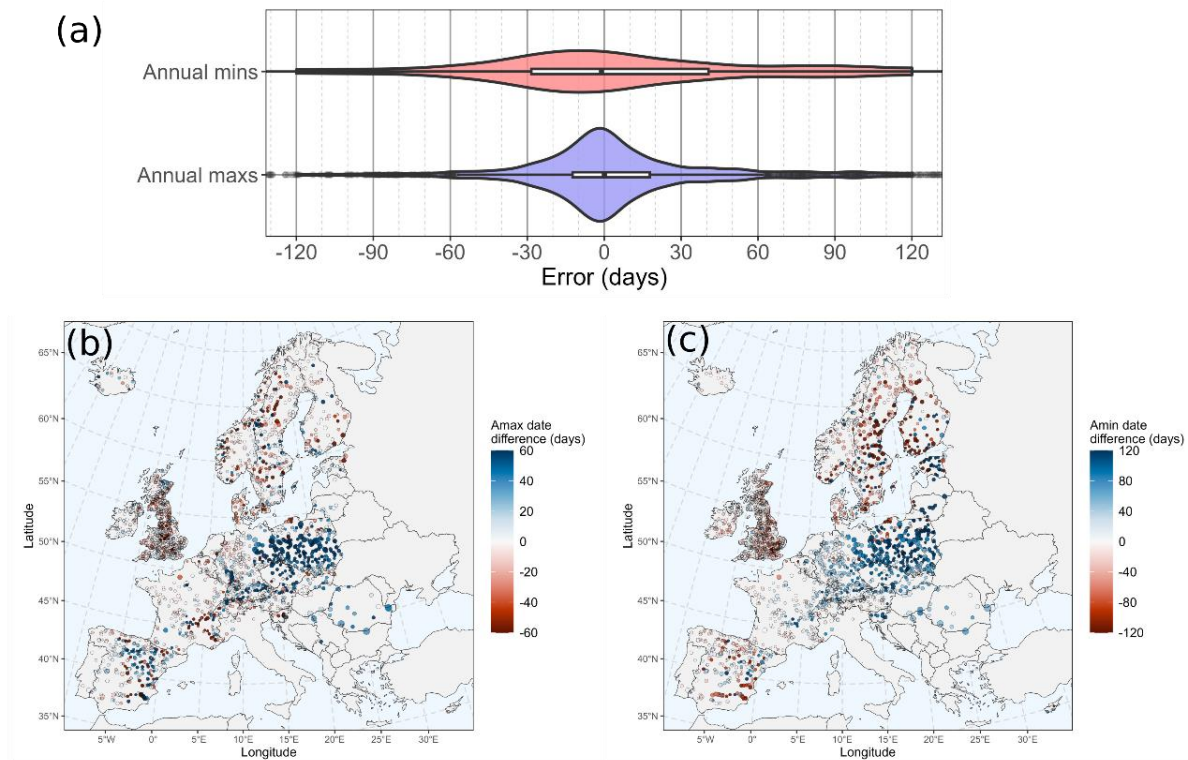 (a)
Annual mins
Annual maxs
-120 -90 -60 -30 0 30 60 90 120
Error (days)
(b)
65°N
60°N
55°N
50°N
45°N
40°N
35°N
Latitude
5°W 0° 5°E 10°E 15°E 20°E 25°E 30°E
Longitude
Amax date
difference (days)
60
40
20
0
-20
-40
-60
(c)
65°N
60°N
55°N
50°N
45°N
40°N
35°N
Latitude
5°W 0° 5°E 10°E 15°E 20°E 25°E 30°E
Longitude
Amin date
difference (days)
120
80
40
0
-40
-80
-120